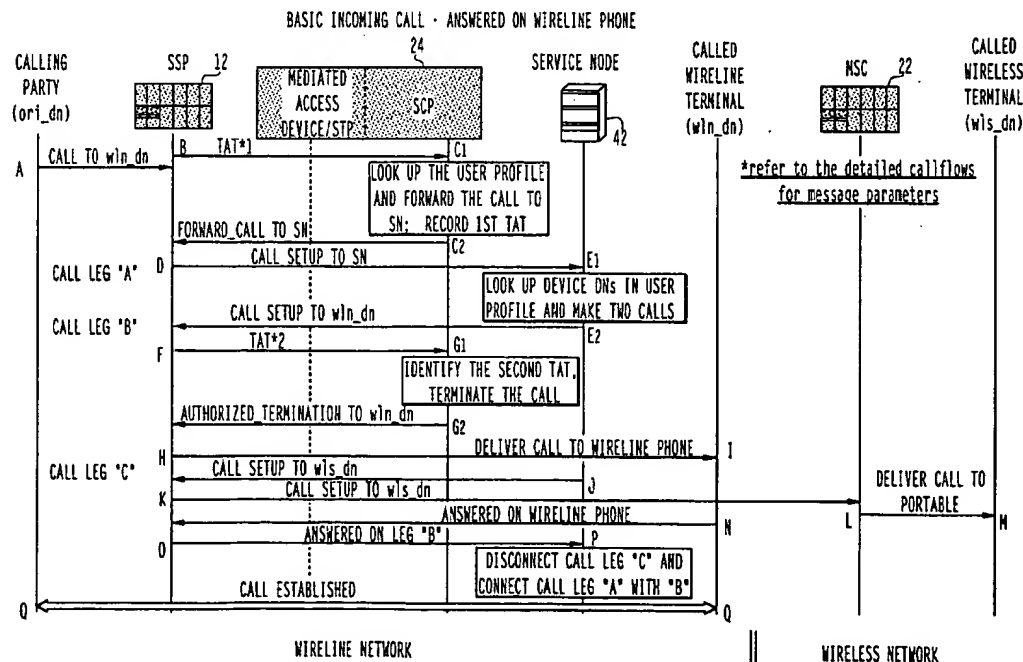 BASIC INCOMING CALL - ANSWERED ON WIRELINE PHONE
CALLING
PARTY
(ori_dn)
SSP
12
24
MEDIATED
ACCESS
DEVICE/STP
SCP
SERVICE NODE
42
CALLED
WIRELINE
TERMINAL
(wln_dn)
NSC
22
CALLED
WIRELESS
TERMINAL
(wls_dn)
A
CALL TO wln_dn
B
TAT*1
C1
LOOK UP THE USER PROFILE
AND FORWARD THE CALL TO
SN; RECORD 1ST TAT
*refer to the detailed callflows
for message parameters
FORWARD_CALL TO SN
C2
D
CALL SETUP TO SN
E1
CALL LEG "A"
LOOK UP DEVICE DNs IN USER
PROFILE AND MAKE TWO CALLS
CALL LEG "B"
CALL SETUP TO wln_dn
E2
F
TAT*2
G1
IDENTIFY THE SECOND TAT,
TERMINATE THE CALL
AUTHORIZED_TERMINATION TO wln_dn
G2
H
DELIVER CALL TO WIRELINE PHONE
I
CALL LEG "C"
CALL SETUP TO wls_dn
J
K
CALL SETUP TO wls_dn
L
DELIVER CALL TO
PORTABLE
M
ANSWERED ON WIRELINE PHONE
N
O
ANSWERED ON LEG "B"
P
DISCONNECT CALL LEG "C" AND
CONNECT CALL LEG "A" WITH "B"
Q
CALL ESTABLISHED
Q
WIRELINE NETWORK
WIRELESS NETWORK